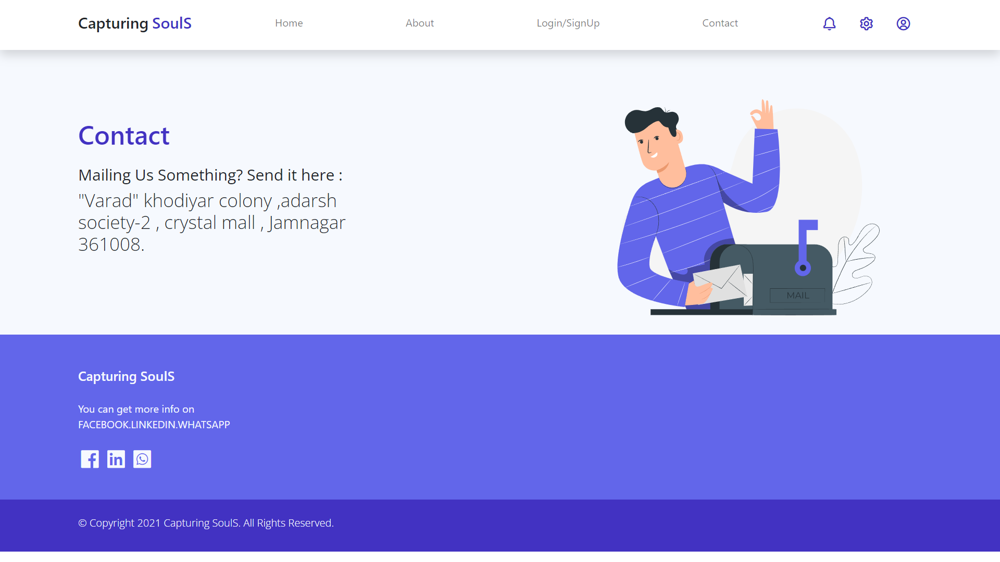 Capturing SoulS
Home
About
Login/SignUp
Contact
Contact
Mailing Us Something? Send it here :
"Varad" khodiyar colony ,adarsh
society-2 , crystal mall , Jamnagar
361008.
MAIL
Capturing SoulS
You can get more info on
FACEBOOK.LINKEDIN.WHATSAPP
© Copyright 2021 Capturing SoulS. All Rights Reserved.